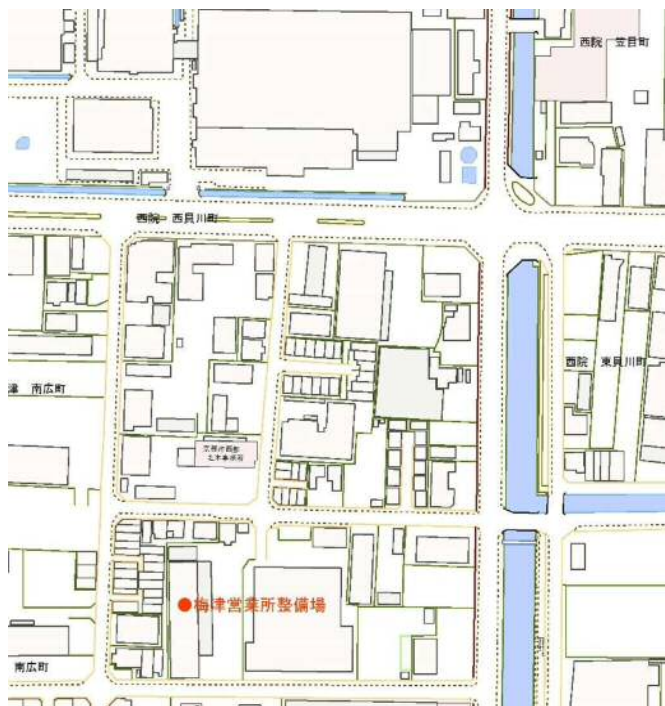 西院 笠目町
西院 西貝川町
西院 東貝川町
津 南広町
京都市西部
土木事務所
梅津営業所整備場
南広町